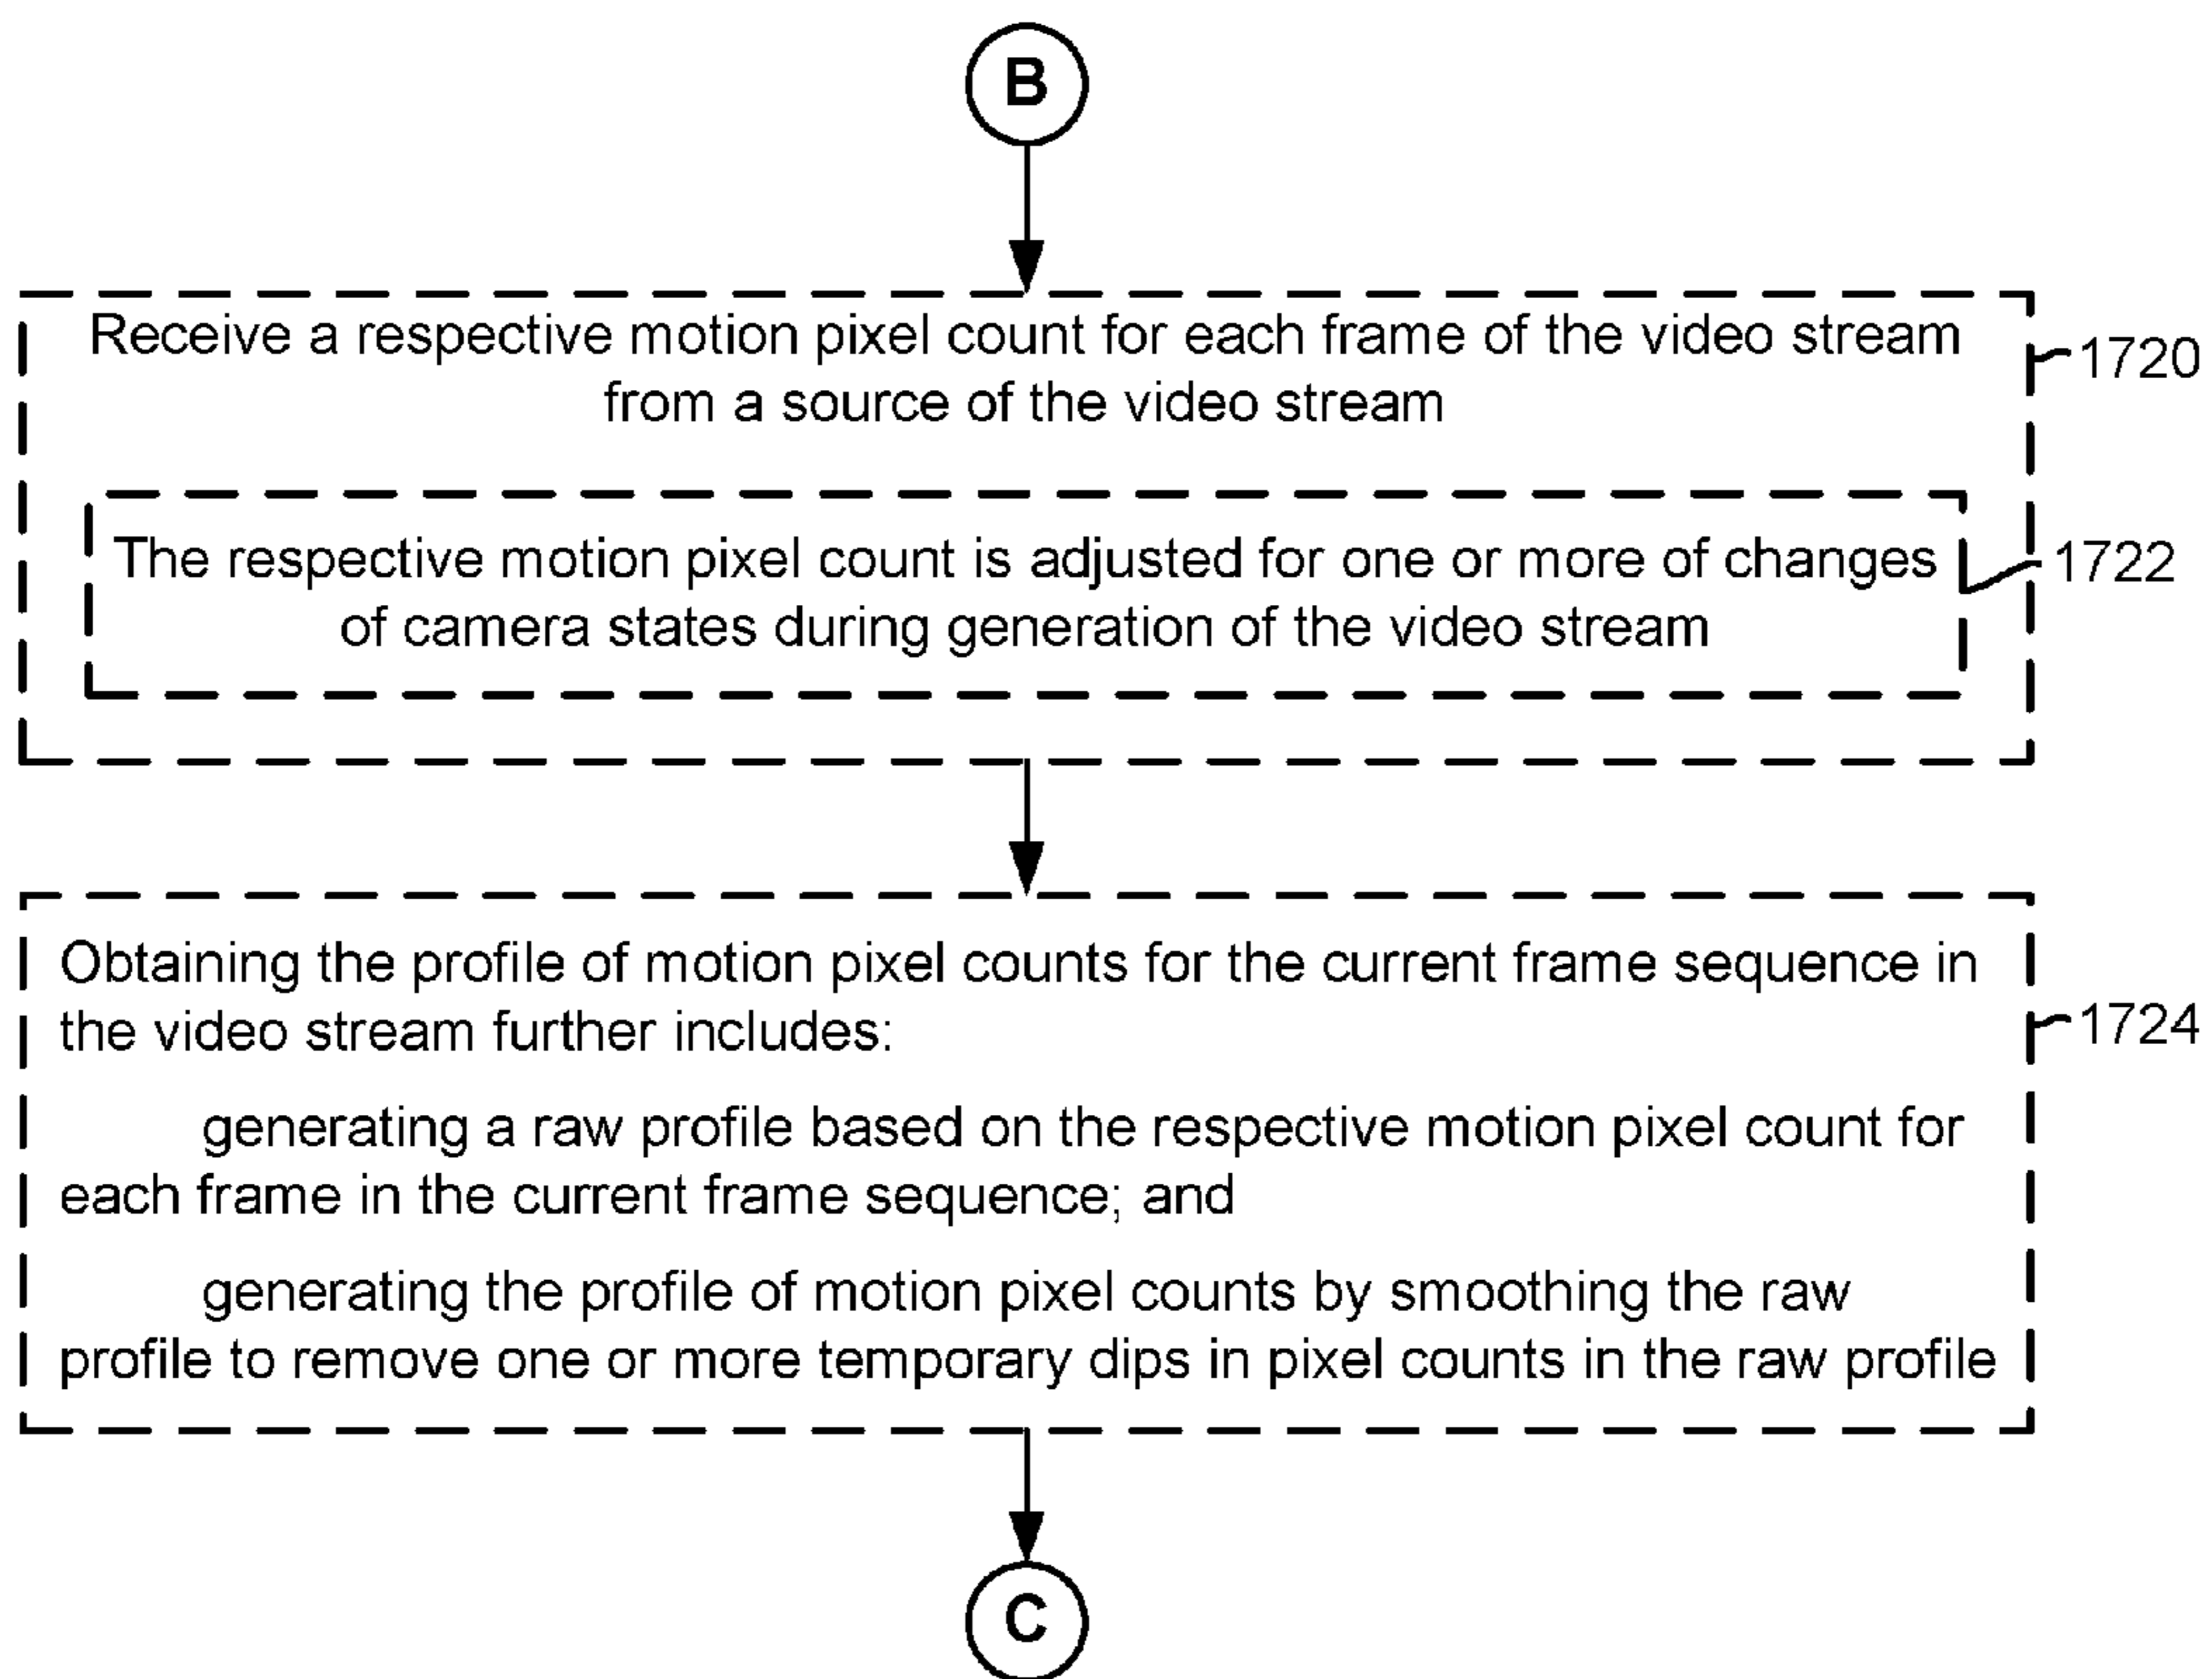 B
Receive a respective motion pixel count for each frame of the video stream
from a source of the video stream
1720
The respective motion pixel count is adjusted for one or more of changes
of camera states during generation of the video stream
1722
Obtaining the profile of motion pixel counts for the current frame sequence in
the video stream further includes:
1724
generating a raw profile based on the respective motion pixel count for
each frame in the current frame sequence; and
generating the profile of motion pixel counts by smoothing the raw
profile to remove one or more temporary dips in pixel counts in the raw profile
C